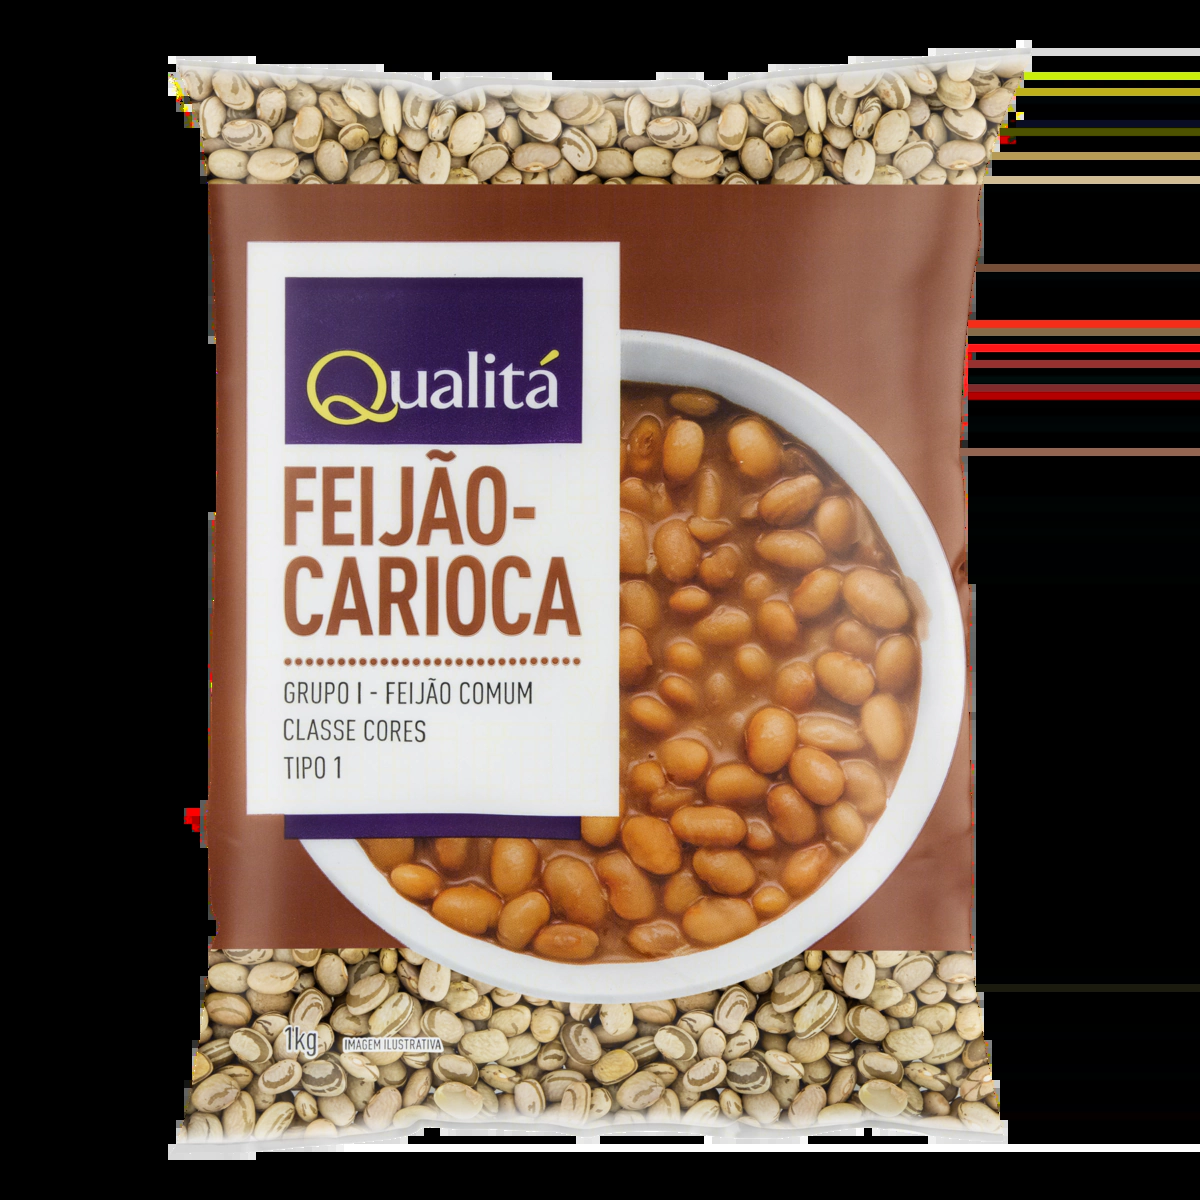 Qualitá
FEIJÃO-
CARIOCA
GRUPO I - FEIJÃO COMUM
CLASSE CORES
TIPO 1
1kg
IMAGEM ILUSTRATIVA